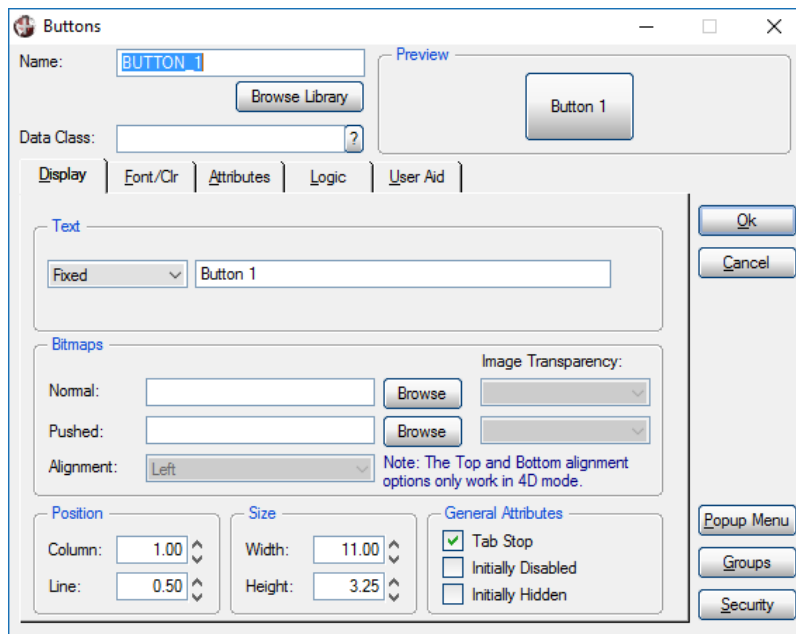 Buttons
Name: BUTTON_1
Browse Library
Data Class: ?
Preview
Button 1
Display Font/Clr Attributes Logic User Aid
Text
Fixed Button 1
Bitmaps
Image Transparency:
Normal: Browse
Pushed: Browse
Alignment: Left
Note: The Top and Bottom alignment
options only work in 4D mode.
Position
Column: 1.00
Line: 0.50
Size
Width: 11.00
Height: 3.25
General Attributes
Tab Stop
Initially Disabled
Initially Hidden
Ok
Cancel
Popup Menu
Groups
Security